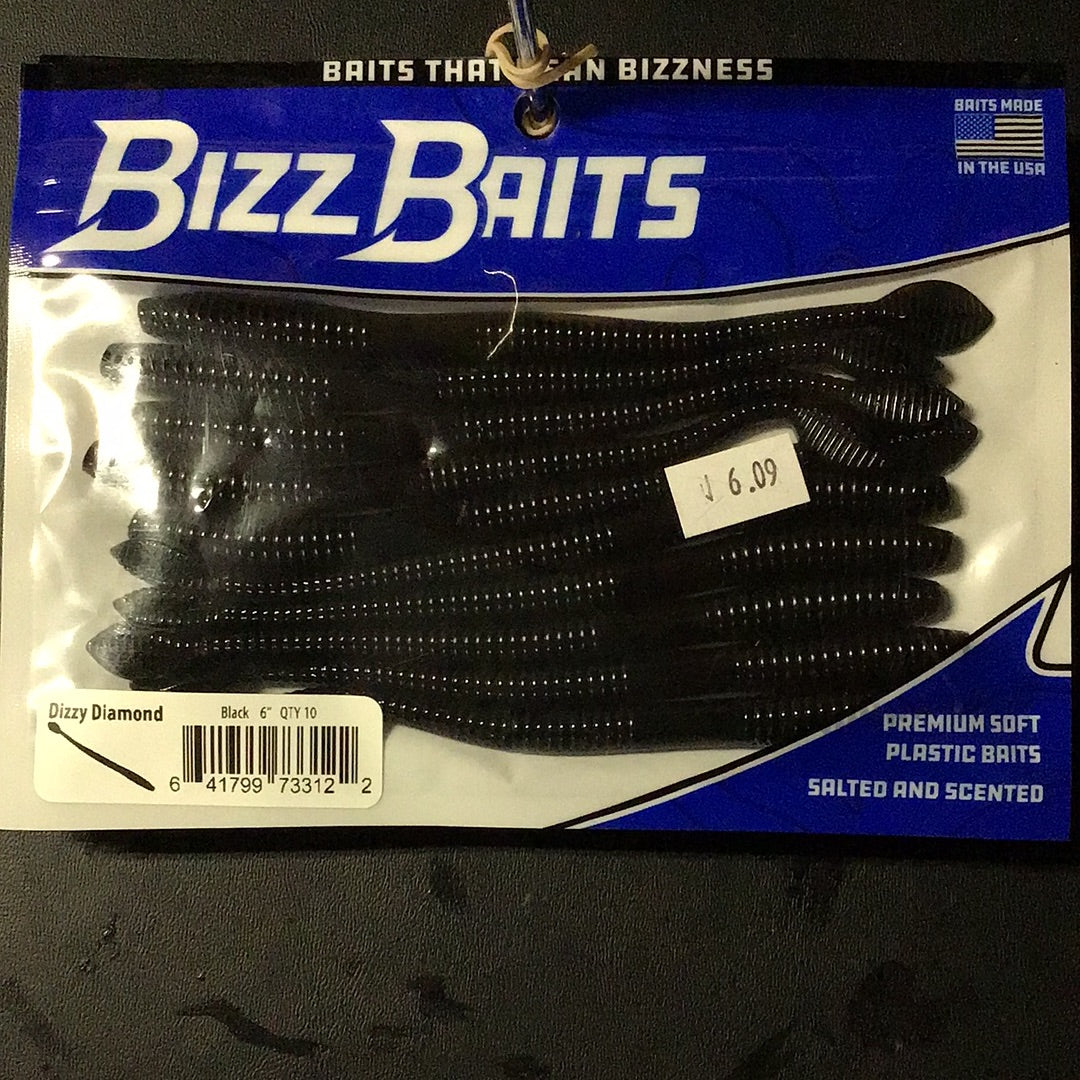 BAITS THAT BIZZNESS
BAITS MADE
IN THE USA
BIZZ BAITS
6.09
Dizzy Diamond
Black 6" QTY 10
6 41799 73312 2
PREMIUM SOFT
PLASTIC BAITS
SALTED AND SCENTED